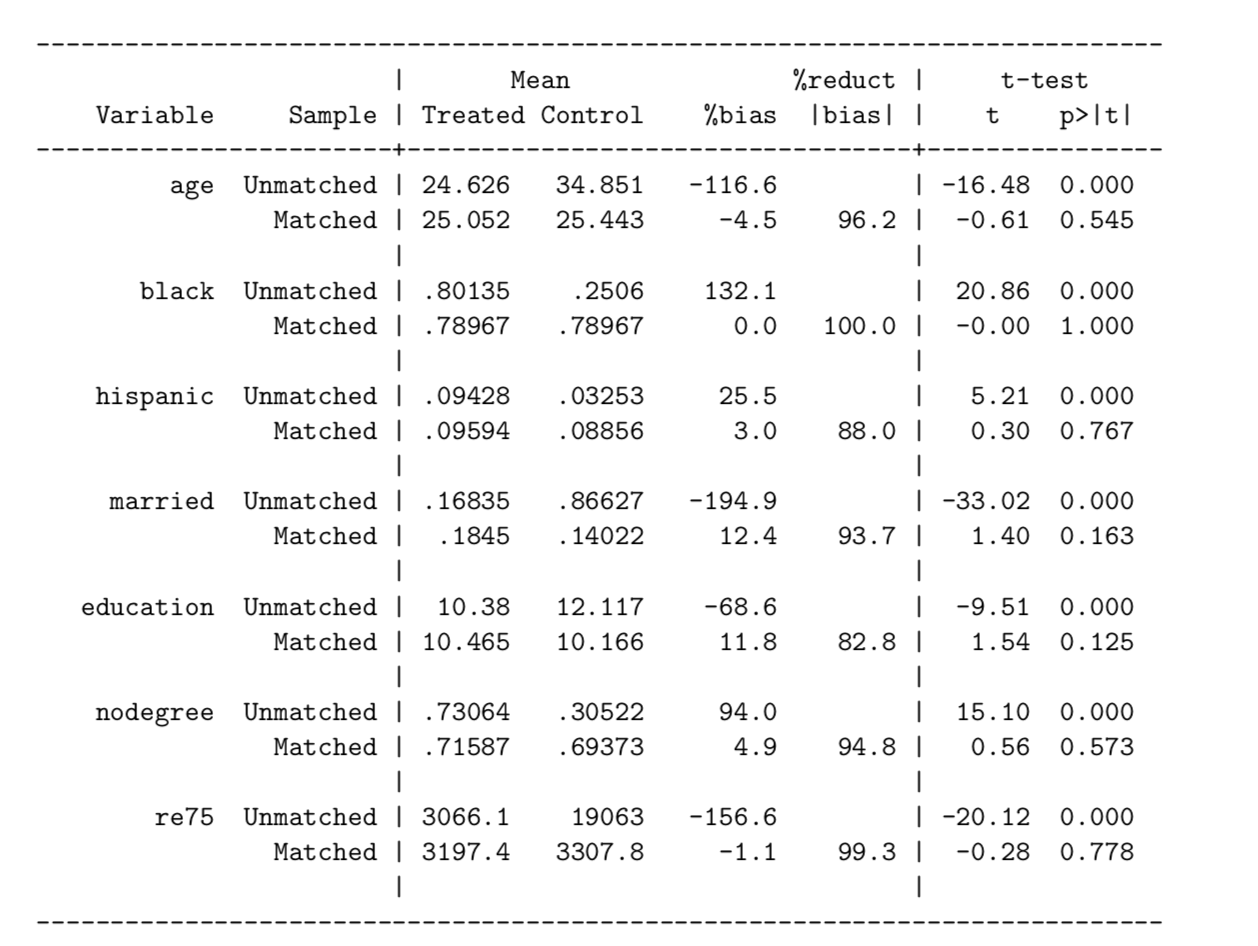 ----------------------------------------------------------------------------
                        |       Mean               %reduct |     t-test
    Variable     Sample | Treated Control    %bias  |bias| |    t    p>|t|
------------------------+----------------------------------+----------------
         age  Unmatched | 24.626   34.851   -116.6         | -16.48  0.000
                Matched | 25.052   25.443     -4.5    96.2 |  -0.61  0.545
                        |                                  |
       black  Unmatched | .80135    .2506    132.1         |  20.86  0.000
                Matched | .78967   .78967      0.0   100.0 |  -0.00  1.000
                        |                                  |
    hispanic  Unmatched | .09428   .03253     25.5         |   5.21  0.000
                Matched | .09594   .08856      3.0    88.0 |   0.30  0.767
                        |                                  |
     married  Unmatched | .16835   .86627   -194.9         | -33.02  0.000
                Matched |  .1845   .14022     12.4    93.7 |   1.40  0.163
                        |                                  |
   education  Unmatched |  10.38   12.117    -68.6         |  -9.51  0.000
                Matched | 10.465   10.166     11.8    82.8 |   1.54  0.125
                        |                                  |
    nodegree  Unmatched | .73064   .30522     94.0         |  15.10  0.000
                Matched | .71587   .69373      4.9    94.8 |   0.56  0.573
                        |                                  |
        re75  Unmatched | 3066.1    19063   -156.6         | -20.12  0.000
                Matched | 3197.4   3307.8     -1.1    99.3 |  -0.28  0.778
                        |                                  |
----------------------------------------------------------------------------